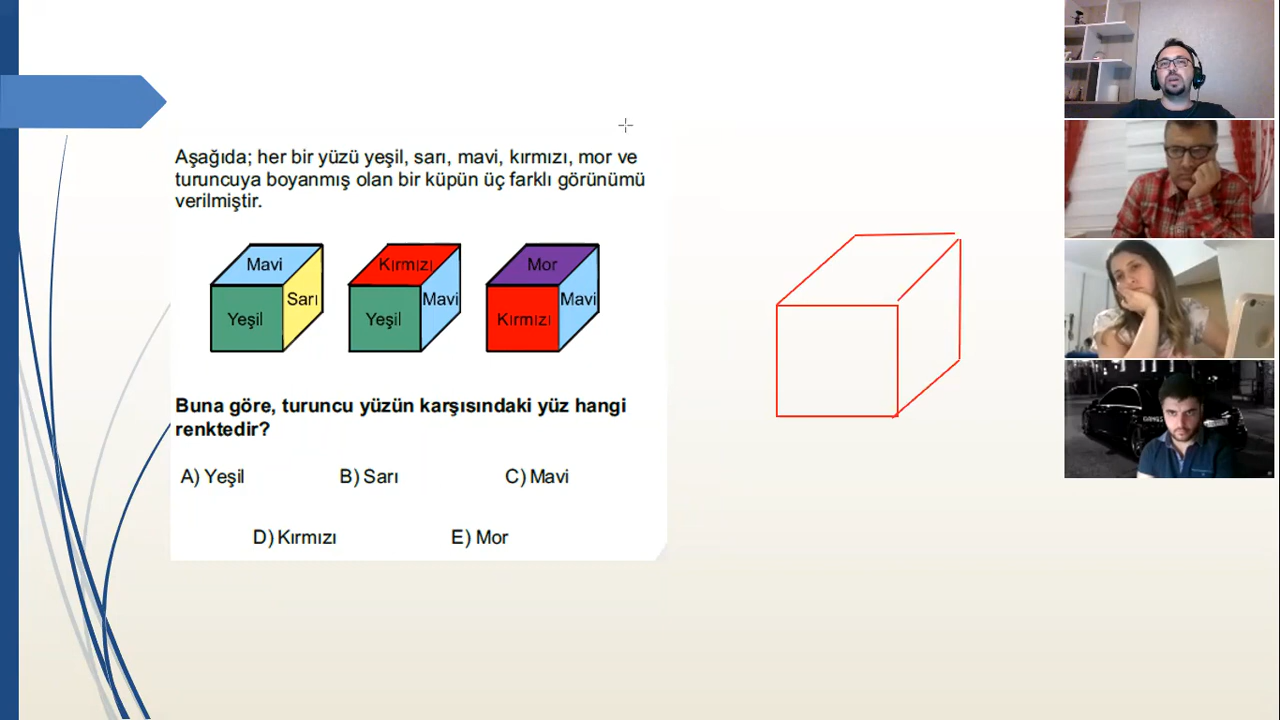 Aşağıda; her bir yüzü yeşil, sarı, mavi, kırmızı, mor ve
turuncuya boyanmış olan bir küpün üç farklı görünümü
verilmiştir.
Mavi
Sarı
Yeşil
Kırmızı
Mavi
Yeşil
Mor
Mavi
Kırmızı
Buna göre, turuncu yüzün karşısındaki yüz hangi
renktedir?
A) Yeşil B) Sarı C) Mavi
D) Kırmızı E) Mor